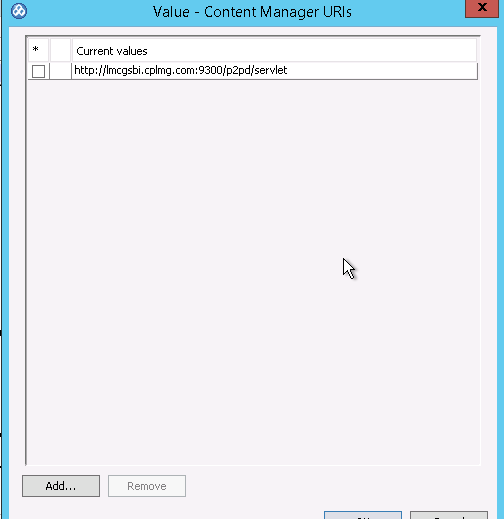 Value - Content Manager URIs
x
* Current values
http://lmcgsbi.cplmg.com:9300/p2pd/servlet
Add... Remove